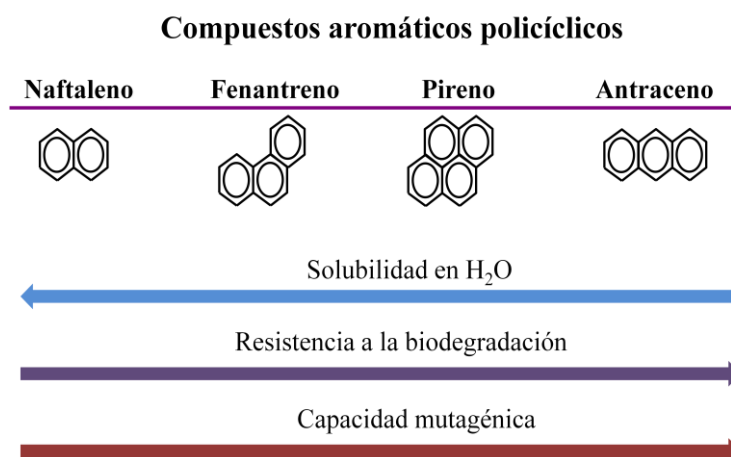 Compuestos aromáticos policíclicos
Naftaleno Fenantreno Pireno Antraceno
Solubilidad en H₂O
Resistencia a la biodegradación
Capacidad mutagénica